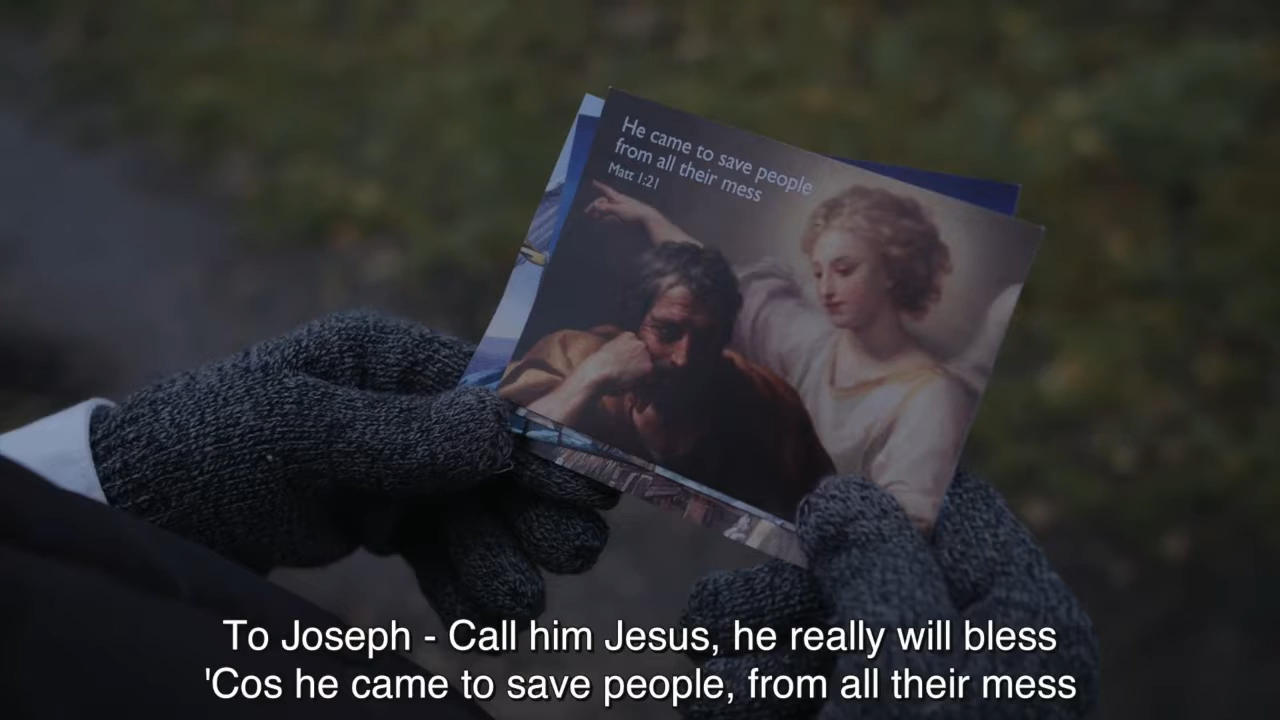 He came to save people
from all their mess
Matt 1:21
To Joseph - Call him Jesus, he really will bless
'Cos he came to save people, from all their mess